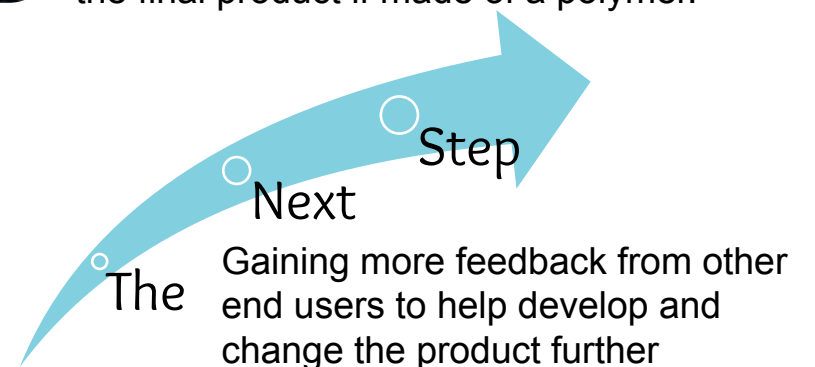 the final product if made of a polymer.
The
Next
Step
Gaining more feedback from other
end users to help develop and
change the product further